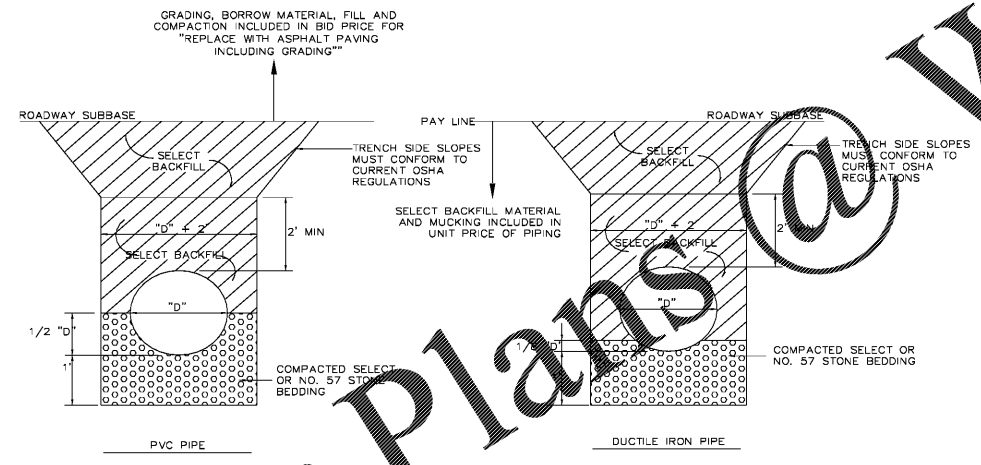 GRADING, BORROW MATERIAL, FILL AND
COMPACTION INCLUDED IN BID PRICE FOR
"REPLACE WITH ASPHALT PAVING
INCLUDING GRADING""
ROADWAY SUBBASE
PAY LINE
ROADWAY SUBBASE
SELECT
BACKFILL
TRENCH SIDE SLOPES
MUST CONFORM TO
CURRENT OSHA
REGULATIONS
SELECT
BACKFILL
TRENCH SIDE SLOPES
MUST CONFORM TO
CURRENT OSHA
REGULATIONS
SELECT BACKFILL MATERIAL
AND MUCKING INCLUDED IN
UNIT PRICE OF PIPING
"D" + 2'
2' MIN
SELECT BACKFILL
"D"
1/2 "D"
1'
COMPACTED SELECT
OR NO. 57 STONE
BEDDING
PVC PIPE
"D" + 2'
2' MIN
SELECT BACKFILL
"D"
COMPACTED SELECT OR
NO. 57 STONE BEDDING
DUCTILE IRON PIPE
Plans @